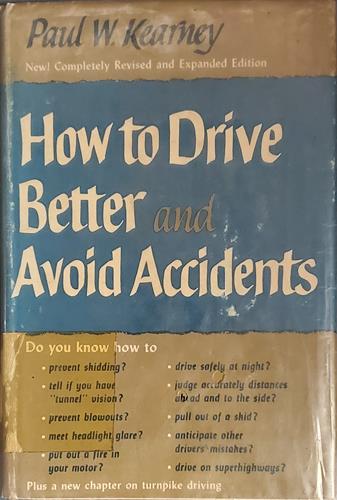 Paul W. Kearney
New! Completely Revised and Expanded Edition
How to Drive
Better and
Avoid Accidents
Do you know how to
• prevent skidding?
• tell if you have
"tunnel" vision?
• prevent blowouts?
• meet headlight glare?
• put out a fire in
your motor?
• drive safely at night?
• judge accurately distances
ahead and to the side?
• pull out of a skid?
• anticipate other
drivers' mistakes?
• drive on superhighways?
Plus a new chapter on turnpike driving